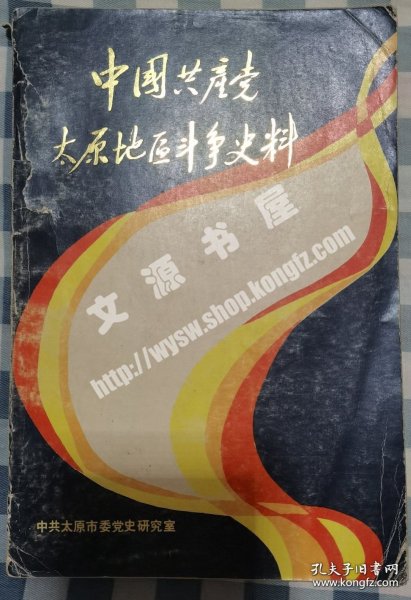 中國共產党
太原地区斗争史料
文源书屋
http://wysw.shop.kongfz.com
中共太原市委党史研究室
孔夫子旧书网
www.kongfz.com